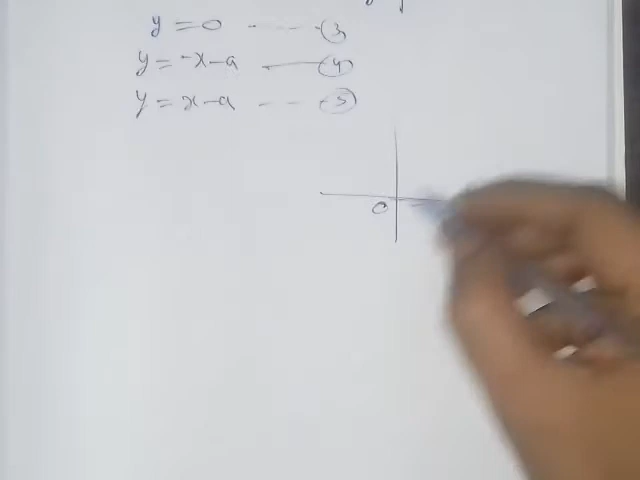 y = 0 ---- (3)
y = -x-a —— (4)
y = x-a --- (5)
0